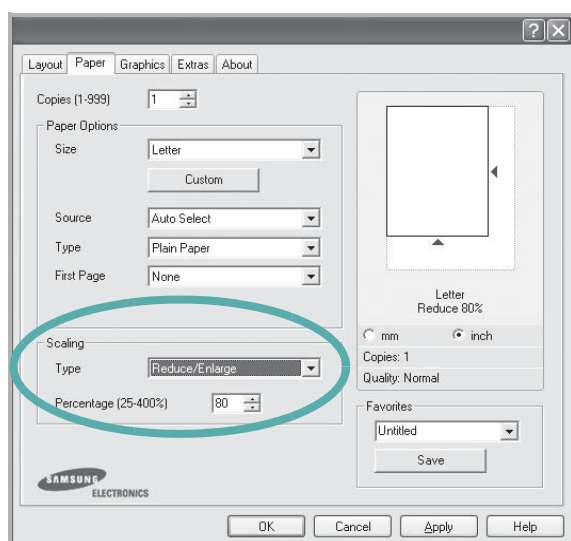 Layout Paper Graphics Extras About
Copies (1-999) 1
Paper Options
Size Letter
Custom
Source Auto Select
Type Plain Paper
First Page None
Scaling
Type Reduce/Enlarge
Percentage (25-400%) 80
SAMSUNG
ELECTRONICS
Letter
Reduce 80%
mm inch
Copies: 1
Quality: Normal
Favorites
Untitled
Save
OK Cancel Apply Help